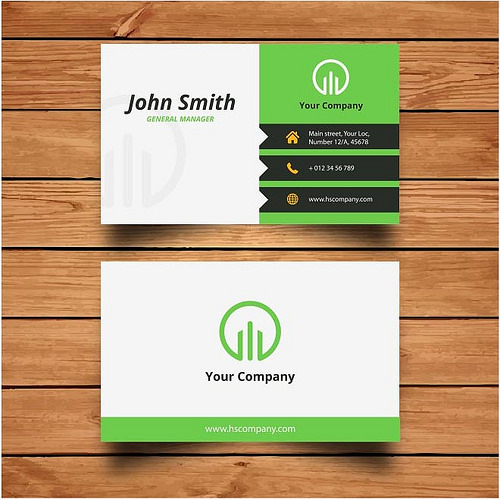 John Smith
GENERAL MANAGER
Your Company
Main street, Your Loc,
Number 12/A, 45678
+ 012 34 56 789
www.hscompany.com
Your Company
www.hscompany.com